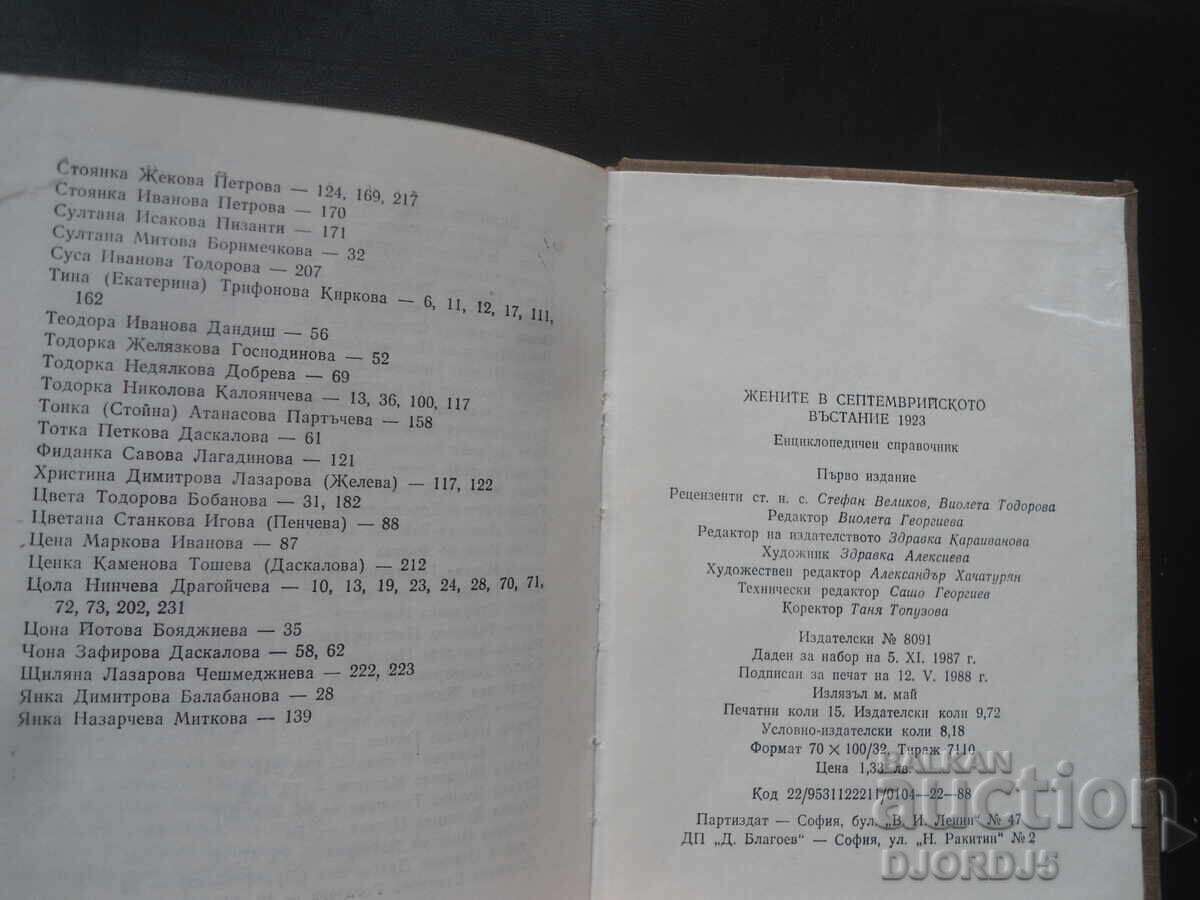 Стоянка Жекова Петрова — 124, 169, 217
Стоянка Иванова Петрова — 170
Султана Исакова Пизанти — 171
Султана Митова Боримечкова — 32
Суса Иванова Тодорова — 207
Тина (Екатерина) Трифонова Киркова — 6, 11, 12, 17, 111,
162
Теодора Иванова Дандиш — 56
Тодорка Желязкова Господинова — 52
Тодорка Недялкова Добрева — 69
Тодорка Николова Калоянчева — 13, 36, 100, 117
Тонка (Стойна) Атанасова Партъчева — 158
Тотка Петкова Даскалова — 61
Фиданка Савова Лагадинова — 121
Христина Димитрова Лазарова (Желева) — 117, 122
Цвета Тодорова Бобанова — 31, 182
Цветана Станкова Игова (Пенчева) — 88
Цена Маркова Иванова — 87
Ценка Каменова Тошева (Даскалова) — 212
Цола Нинчева Драгойчева — 10, 13, 19, 23, 24, 28, 70, 71,
72, 73, 202, 231
Цона Йотова Бояджиева — 35
Чона Зафирова Даскалова — 58, 62
Щиляна Лазарова Чешмеджиева — 222, 223
Янка Димитрова Балабанова — 28
Янка Назарчева Миткова — 139
ЖЕНИТЕ В СЕПТЕМВРИЙСКОТО
ВЪСТАНИЕ 1923
Енциклопедичен справочник
Първо издание
Рецензенти ст. н. с. Стефан Великов, Виолета Тодорова
Редактор Виолета Георгиева
Редактор на издателството Здравка Караиванова
Художник Здравка Алексиева
Художествен редактор Александър Хачатурян
Технически редактор Сашо Георгиев
Коректор Таня Топузова
Издателски № 8091
Даден за набор на 5. XI. 1987 г.
Подписан за печат на 12. V. 1988 г.
Излязъл м. май
Печатни коли 15. Издателски коли 9,72
Условно-издателски коли 8,18
Формат 70 × 100/32. Тираж 7110
Цена 1,33 лв.
Код 22/9531122211/0104—22—88
Партиздат — София, бул. „В. И. Ленин" № 47
ДП „Д. Благоев" — София, ул. „Н. Ракитин" № 2
BALKAN
auction
DJORDJ5